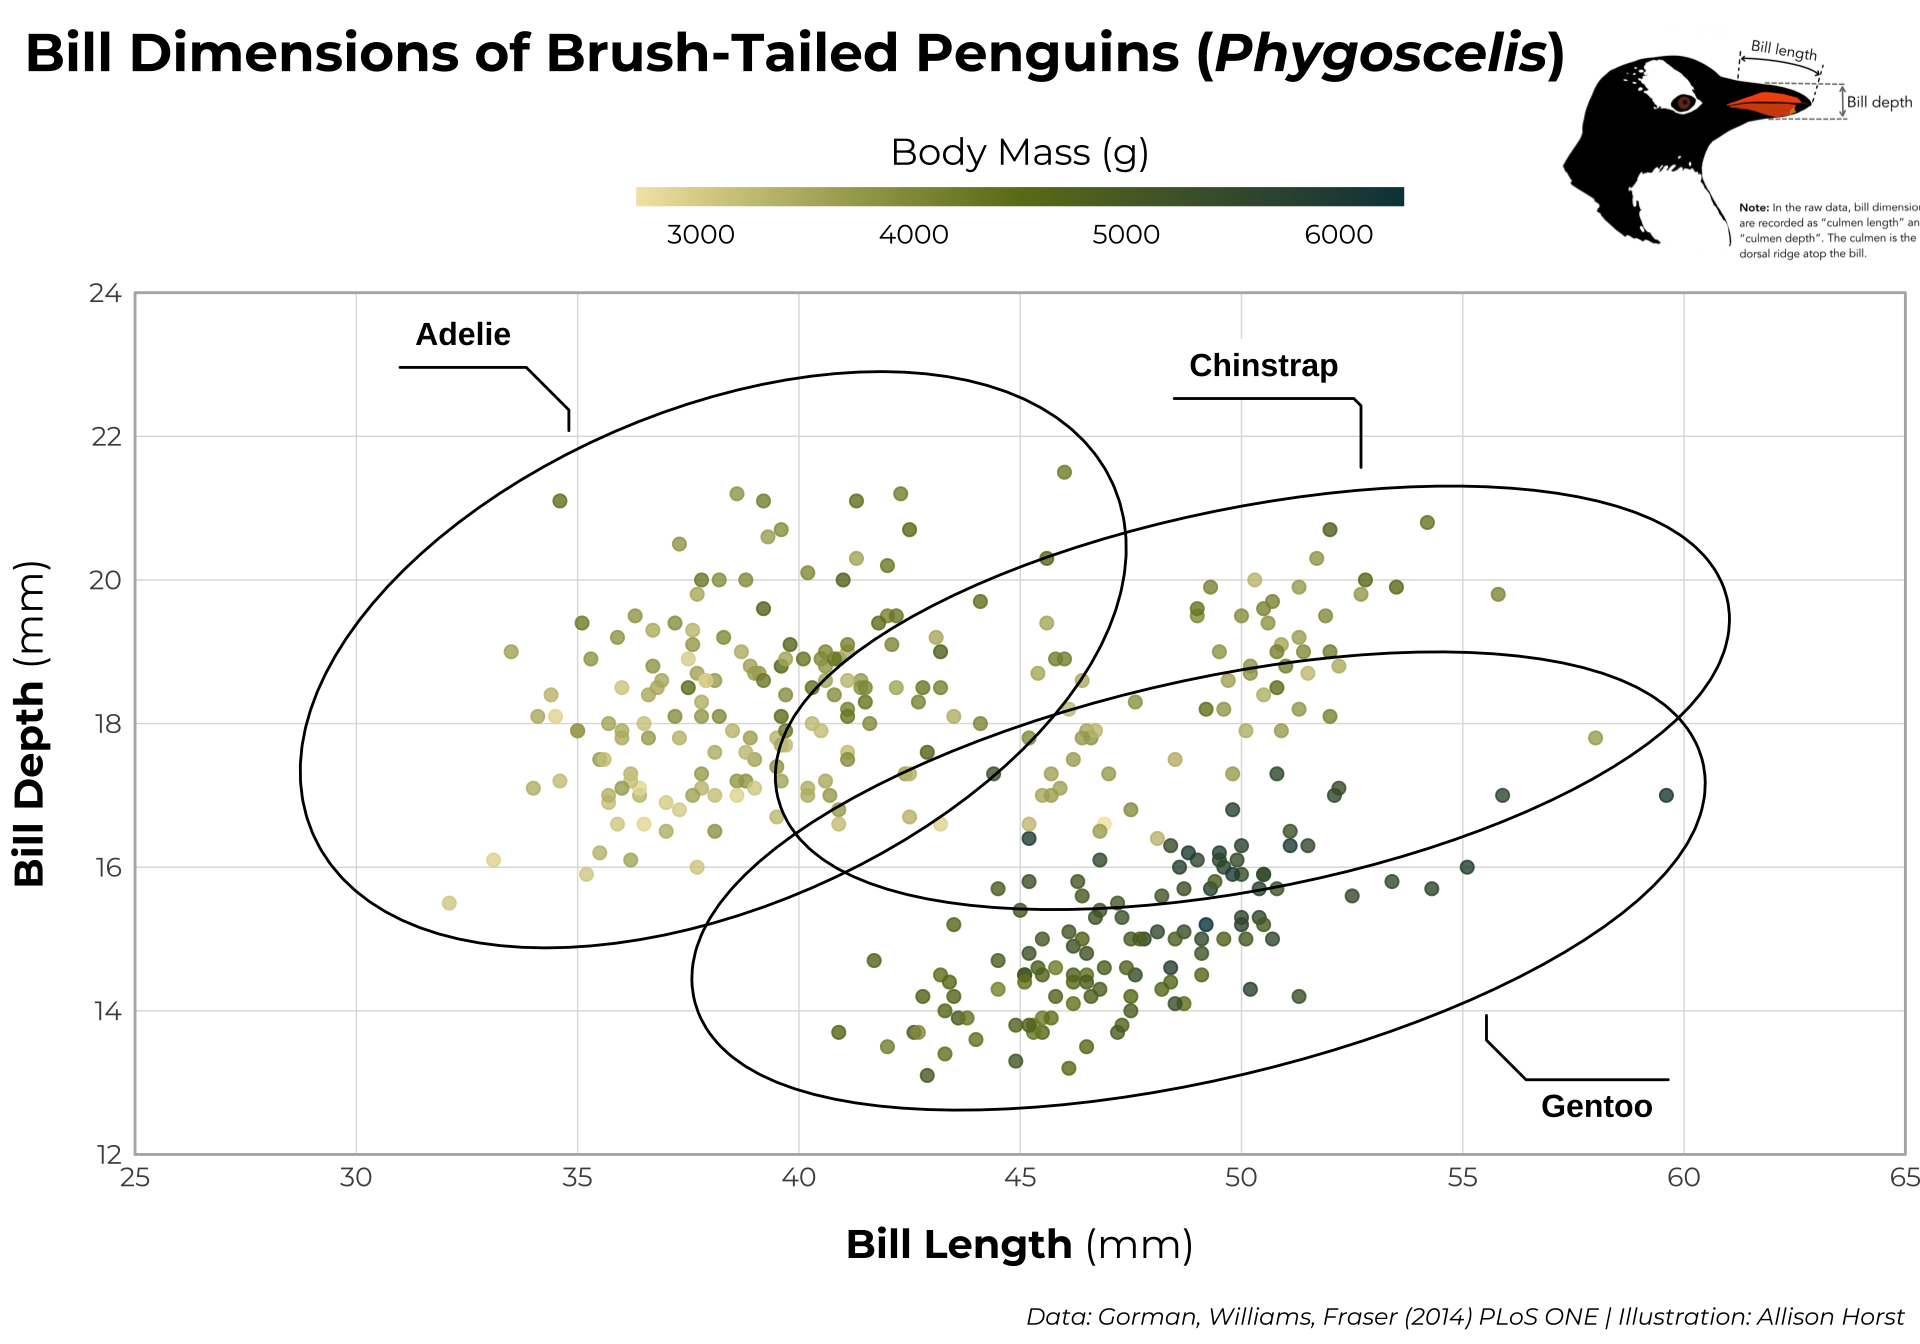 Bill Dimensions of Brush-Tailed Penguins (Phygoscelis)
Bill length
Bill depth
Note: In the raw data, bill dimension
are recorded as “culmen length” an
“culmen depth”. The culmen is the
dorsal ridge atop the bill.
Body Mass (g)
3000 4000 5000 6000
Adelie
Chinstrap
Gentoo
Bill Depth (mm)
24
22
20
18
16
14
12
25 30 35 40 45 50 55 60 65
Bill Length (mm)
Data: Gorman, Williams, Fraser (2014) PLoS ONE | Illustration: Allison Horst